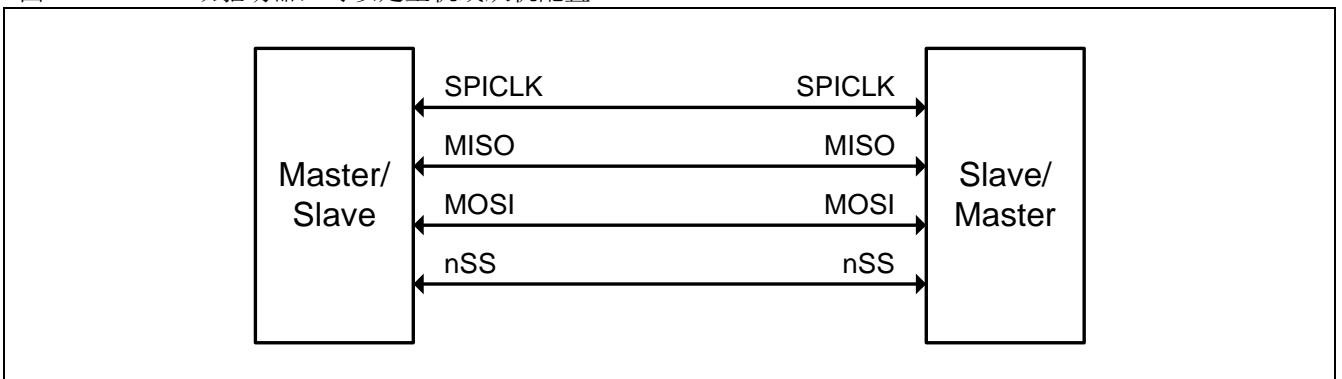 SPICLK SPICLK
MISO MISO
Master/ Slave/
Slave Master
MOSI MOSI
nSS nSS